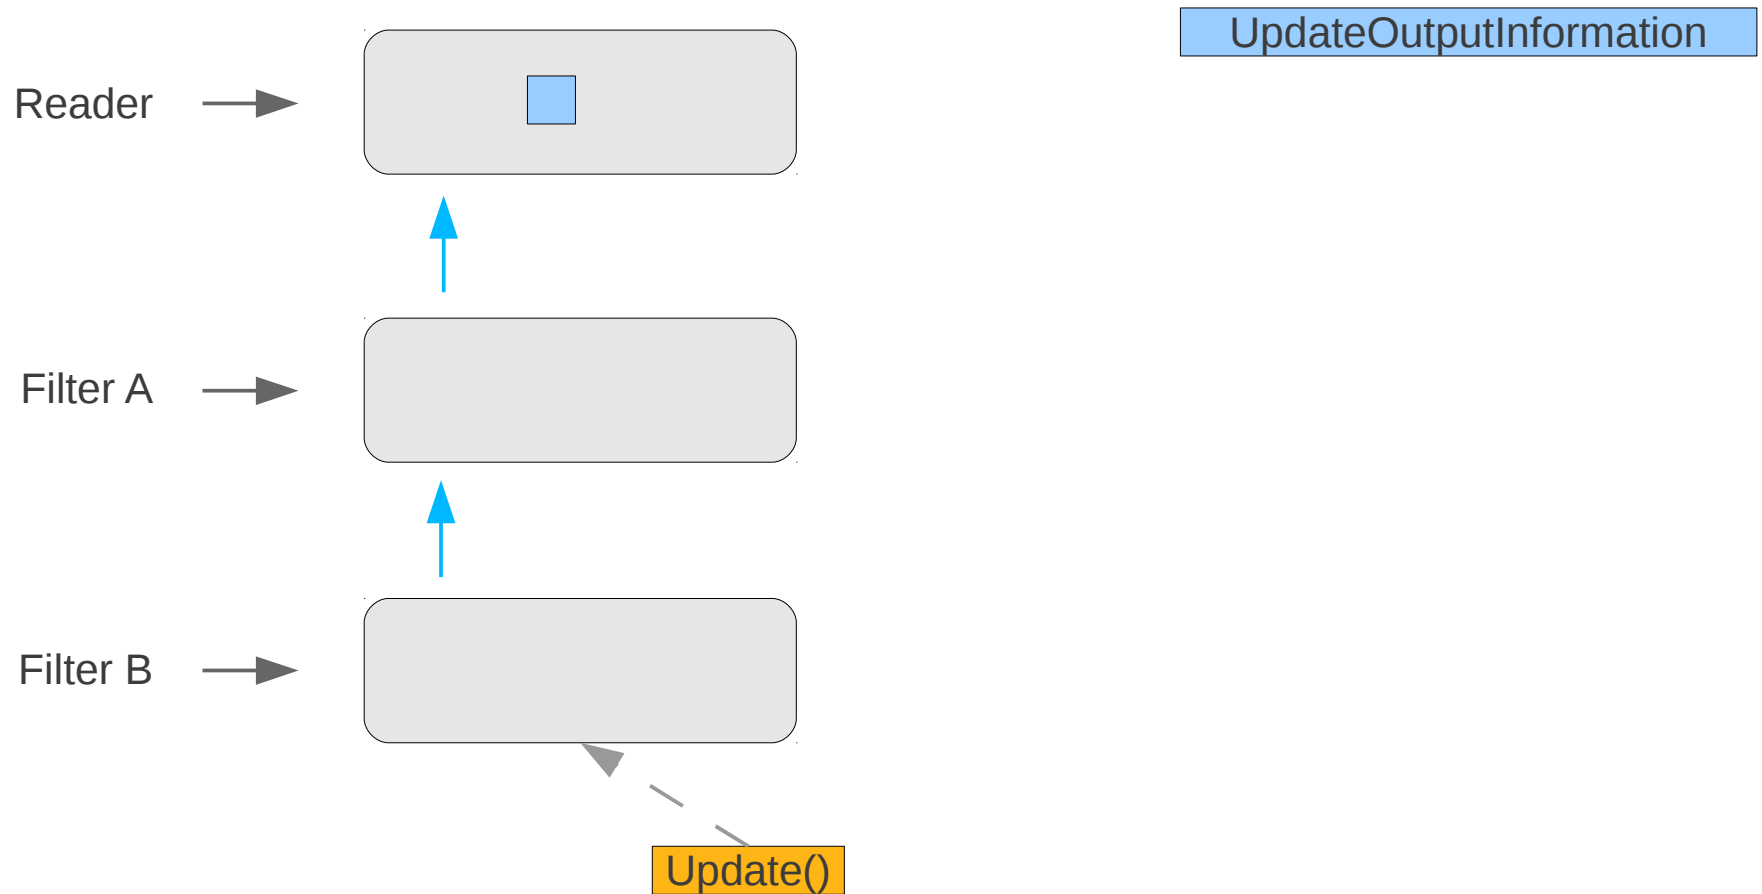 UpdateOutputInformation
Reader
Filter A
Filter B
Update()